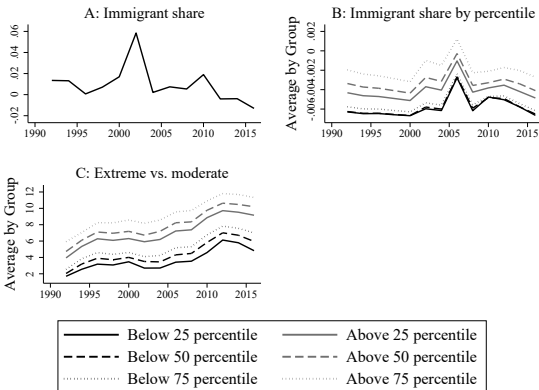 A: Immigrant share
.06
.04
.02
0
-.02
1990 1995 2000 2005 2010 2015
B: Immigrant share by percentile
Average by Group
.002
0
-.006
1990 1995 2000 2005 2010 2015
C: Extreme vs. moderate
Average by Group
12
10
8
6
4
2
1990 1995 2000 2005 2010 2015
Below 25 percentile Above 25 percentile
Below 50 percentile Above 50 percentile
Below 75 percentile Above 75 percentile